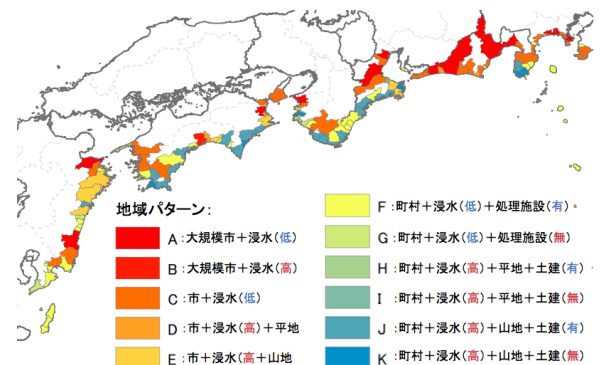 地域パターン:
A:大規模市+浸水(低)
B:大規模市+浸水(高)
C:市+浸水(低)
D:市+浸水(高)+平地
E:市+浸水(高+山地
F:町村+浸水(低)+処理施設(有)
G:町村+浸水(低)+処理施設(無)
H:町村+浸水(高)+平地+土建(有)
I:町村+浸水(高)+平地+土建(無)
J:町村+浸水(高)+山地+土建(有)
K:町村+浸水(高)+山地+土建(無)